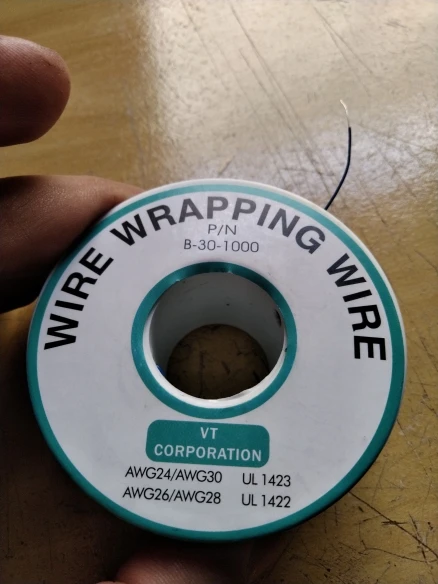 WIRE WRAPPING WIRE
P/N
B-30-1000
VT
CORPORATION
AWG24/AWG30 UL 1423
AWG26/AWG28 UL 1422